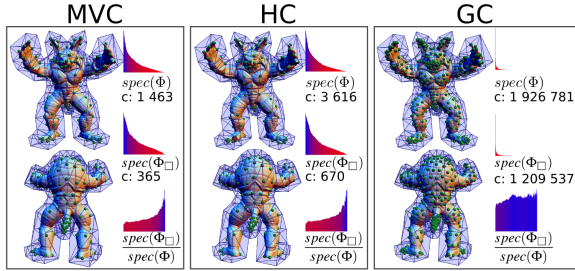 MVC
spec(Φ)
c: 1 463
spec(Φ□)
c: 365
spec(Φ□)
spec(Φ)
HC
spec(Φ)
c: 3 616
spec(Φ□)
c: 670
spec(Φ□)
spec(Φ)
GC
spec(Φ)
c: 1 926 781
spec(Φ□)
c: 1 209 537
spec(Φ□)
spec(Φ)